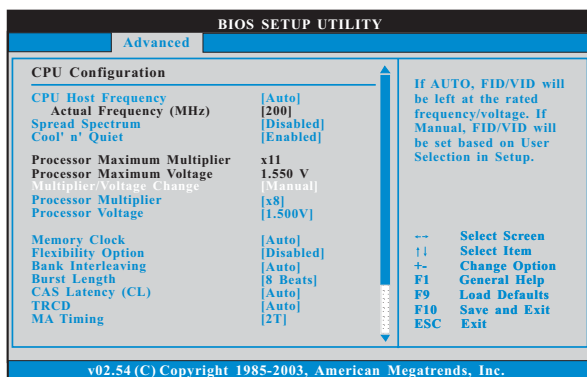 BIOS SETUP UTILITY
Advanced
CPU Configuration
CPU Host Frequency [Auto]
Actual Frequency (MHz) [200]
Spread Spectrum [Disabled]
Cool' n' Quiet [Enabled]
Processor Maximum Multiplier x11
Processor Maximum Voltage 1.550 V
Multiplier/Voltage Change [Manual]
Processor Multiplier [x8]
Processor Voltage [1.500V]
Memory Clock [Auto]
Flexibility Option [Disabled]
Bank Interleaving [Auto]
Burst Length [8 Beats]
CAS Latency (CL) [Auto]
TRCD [Auto]
MA Timing [2T]
If AUTO, FID/VID will
be left at the rated
frequency/voltage. If
Manual, FID/VID will
be set based on User
Selection in Setup.
←→ Select Screen
↑↓ Select Item
+- Change Option
F1 General Help
F9 Load Defaults
F10 Save and Exit
ESC Exit
v02.54 (C) Copyright 1985-2003, American Megatrends, Inc.